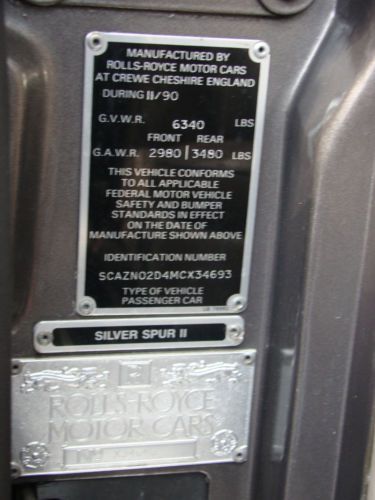 MANUFACTURED BY
ROLLS-ROYCE MOTOR CARS
AT CREWE CHESHIRE ENGLAND
DURING 11/90
G.V.W.R. 6340 LBS
FRONT REAR
G.A.W.R. 2980 | 3480 LBS
THIS VEHICLE CONFORMS
TO ALL APPLICABLE
FEDERAL MOTOR VEHICLE
SAFETY AND BUMPER
STANDARDS IN EFFECT
ON THE DATE OF
MANUFACTURE SHOWN ABOVE
IDENTIFICATION NUMBER
SCAZN02D4MCX34693
TYPE OF VEHICLE
PASSENGER CAR
SILVER SPUR II
ROLLS-ROYCE
MOTOR CARS